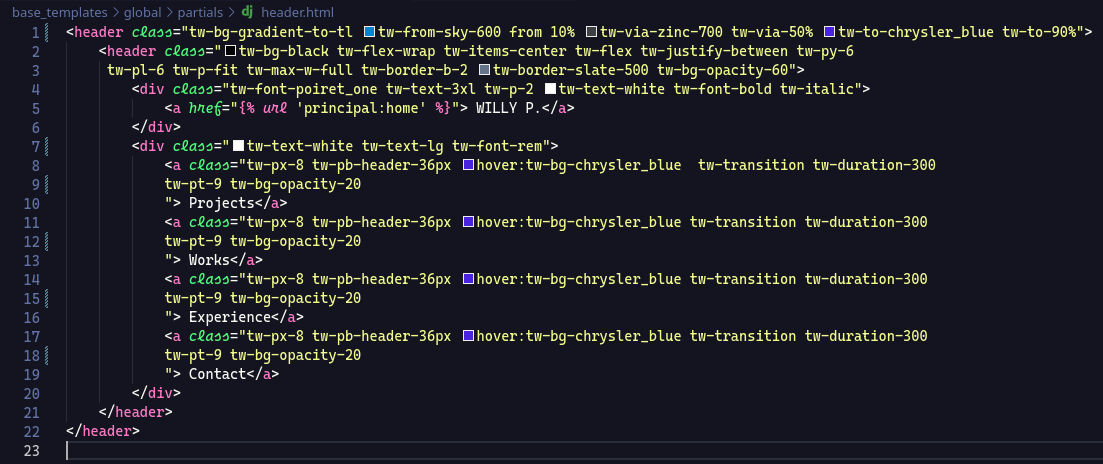 base_templates > global > partials > dj header.html
1 <header class="tw-bg-gradient-to-tl tw-from-sky-600 from 10% tw-via-zinc-700 tw-via-50% tw-to-chrysler_blue tw-to-90%">
2 <header class="tw-bg-black tw-flex-wrap tw-items-center tw-flex tw-justify-between tw-py-6
3 tw-pl-6 tw-p-fit tw-max-w-full tw-border-b-2 tw-border-slate-500 tw-bg-opacity-60">
4 <div class="tw-font-poiret_one tw-text-3xl tw-p-2 tw-text-white tw-font-bold tw-italic">
5 <a href="{% url 'principal:home' %}"> WILLY P.</a>
6 </div>
7 <div class="tw-text-white tw-text-lg tw-font-rem">
8 <a class="tw-px-8 tw-pb-header-36px hover:tw-bg-chrysler_blue  tw-transition tw-duration-300
9 tw-pt-9 tw-bg-opacity-20
10 "> Projects</a>
11 <a class="tw-px-8 tw-pb-header-36px hover:tw-bg-chrysler_blue tw-transition tw-duration-300
12 tw-pt-9 tw-bg-opacity-20
13 "> Works</a>
14 <a class="tw-px-8 tw-pb-header-36px hover:tw-bg-chrysler_blue tw-transition tw-duration-300
15 tw-pt-9 tw-bg-opacity-20
16 "> Experience</a>
17 <a class="tw-px-8 tw-pb-header-36px hover:tw-bg-chrysler_blue tw-transition tw-duration-300
18 tw-pt-9 tw-bg-opacity-20
19 "> Contact</a>
20 </div>
21 </header>
22 </header>
23